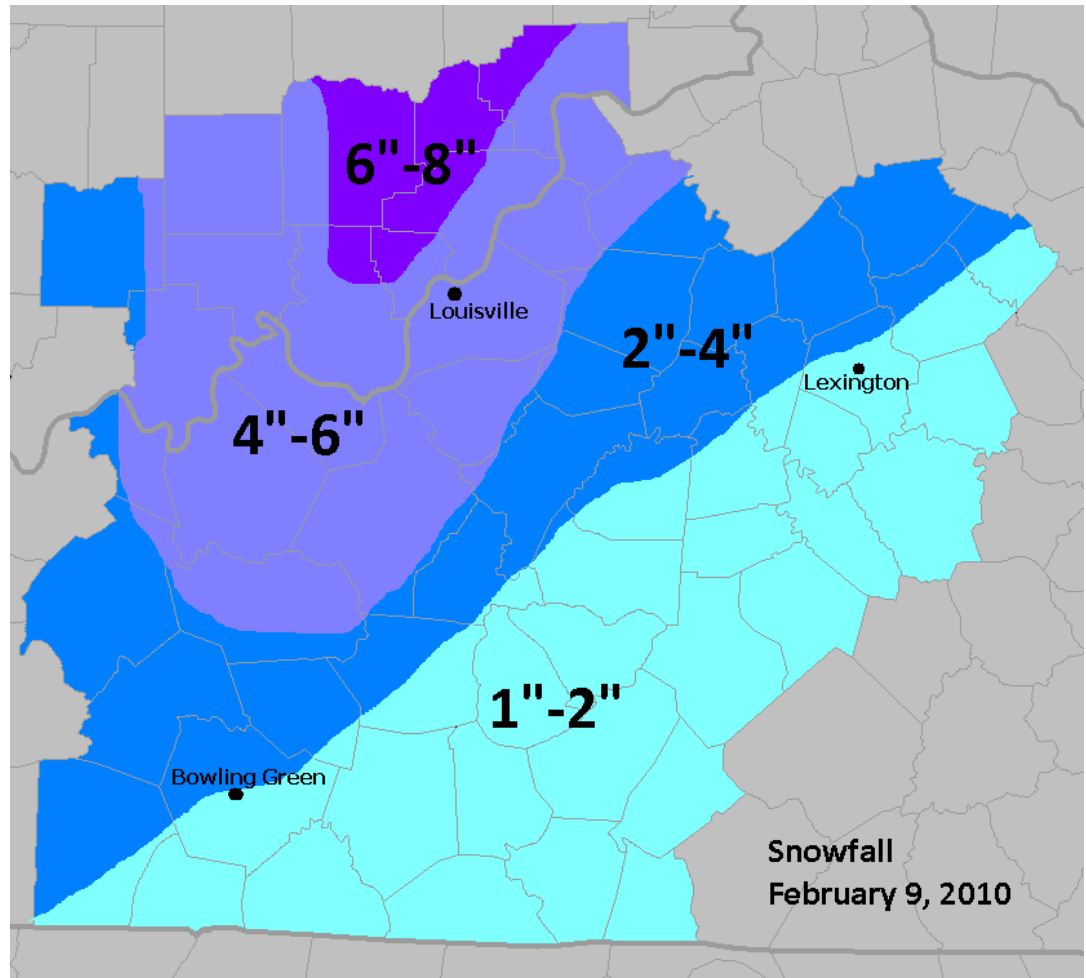 6"-8"
Louisville
2"-4"
Lexington
4"-6"
1"-2"
Bowling Green
Snowfall
February 9, 2010